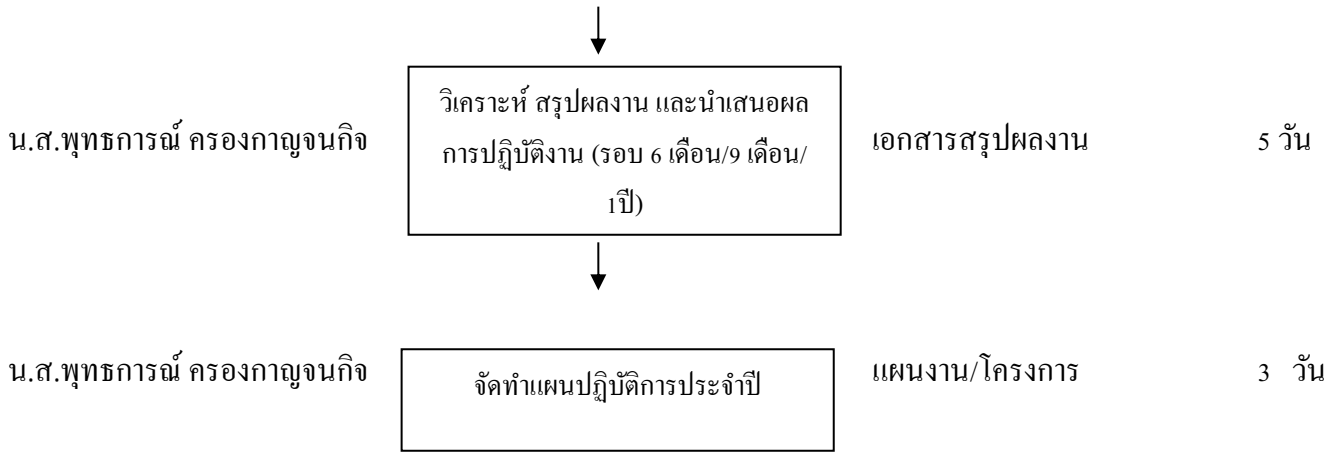 วิเคราะห์ สรุปผลงาน และนำเสนอผล
น.ส.พุทธการณ์ ครองกาญจนกิจ การปฏิบัติงาน (รอบ 6 เดือน/9 เดือน/ เอกสารสรุปผลงาน 5 วัน
1ปี)
น.ส.พุทธการณ์ ครองกาญจนกิจ จัดทำแผนปฏิบัติการประจำปี แผนงาน/โครงการ 3 วัน